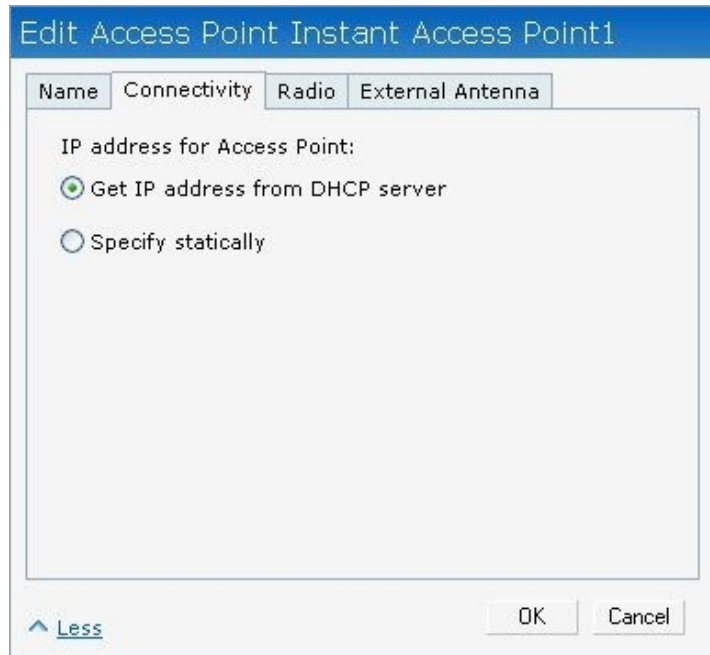 Edit Access Point Instant Access Point1
Name Connectivity Radio External Antenna
IP address for Access Point:
Get IP address from DHCP server
Specify statically
Less OK Cancel